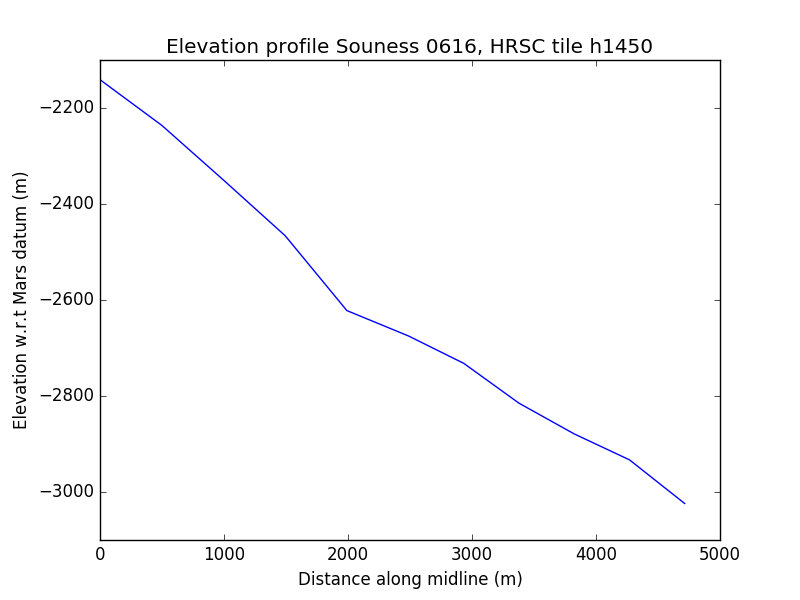 Elevation profile Souness 0616, HRSC tile h1450
Elevation w.r.t Mars datum (m)
−2200
−2400
−2600
−2800
−3000
0 1000 2000 3000 4000 5000
Distance along midline (m)